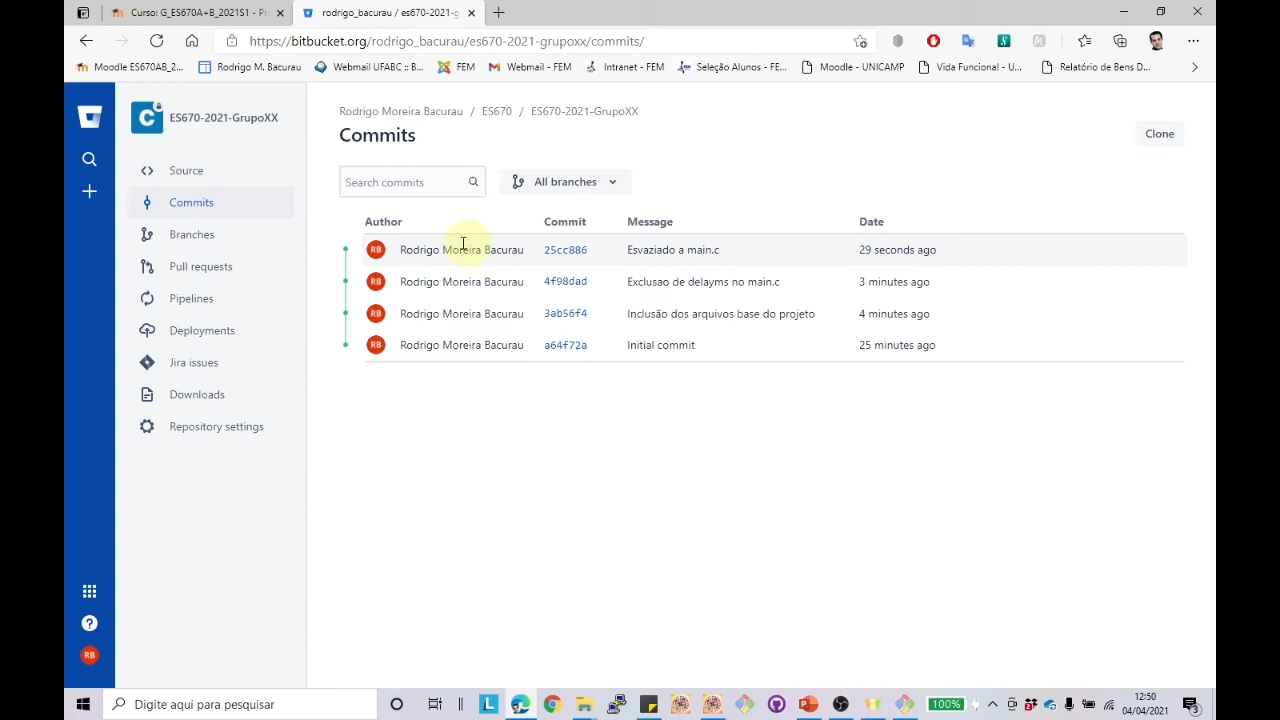 Curso: G_ES670A+B_2021S1 - Pr
rodrigo_bacurau / es670-2021-g
https://bitbucket.org/rodrigo_bacurau/es670-2021-grupoxx/commits/
Moodle ES670AB_2...
Rodrigo M. Bacurau
Webmail UFABC :: B...
FEM
Webmail - FEM
Intranet - FEM
Seleção Alunos - FE...
Moodle - UNICAMP
Vida Funcional - U...
Relatório de Bens D...
C
ES670-2021-GrupoXX
Source
Commits
Branches
Pull requests
Pipelines
Deployments
Jira issues
Downloads
Repository settings
RB
Rodrigo Moreira Bacurau / ES670 / ES670-2021-GrupoXX
Commits
Clone
Search commits
All branches
Author Commit Message Date
RB Rodrigo Moreira Bacurau 25cc886 Esvaziado a main.c 29 seconds ago
RB Rodrigo Moreira Bacurau 4f98dad Exclusao de delayms no main.c 3 minutes ago
RB Rodrigo Moreira Bacurau 3ab56f4 Inclusão dos arquivos base do projeto 4 minutes ago
RB Rodrigo Moreira Bacurau a64f72a Initial commit 25 minutes ago
Digite aqui para pesquisar
L
100%
12:50
04/04/2021
3